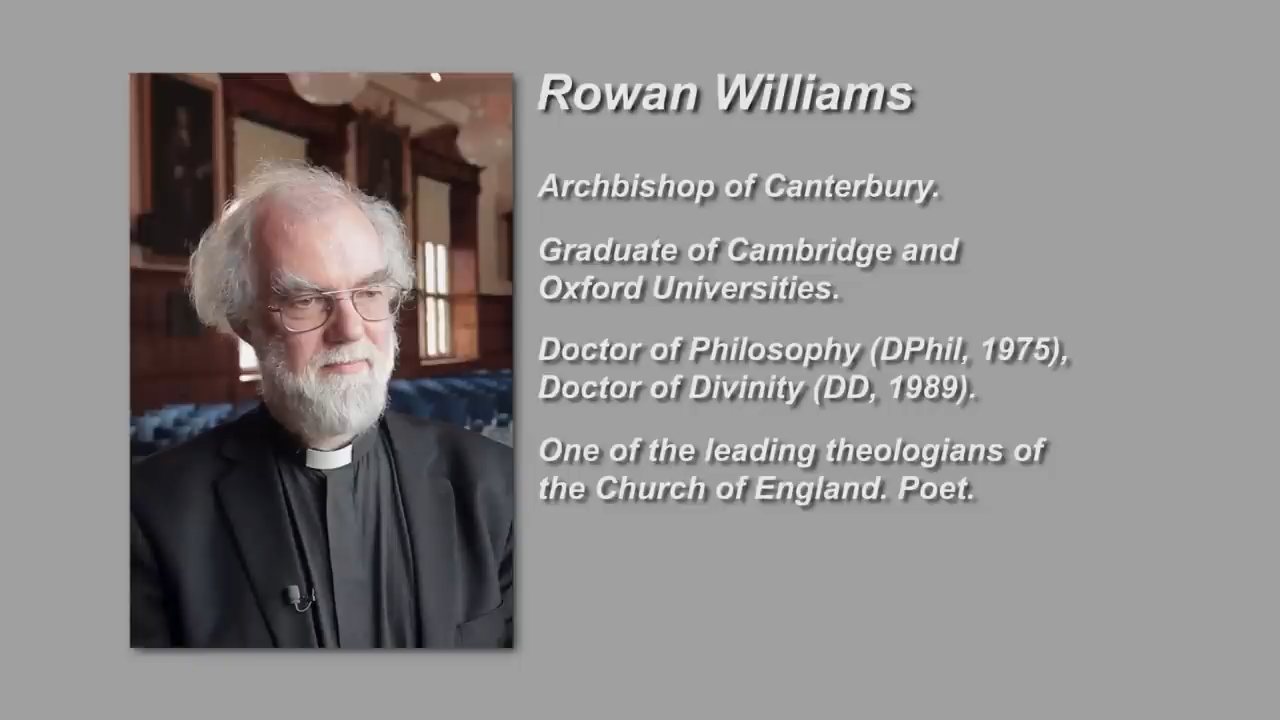 Rowan Williams
Archbishop of Canterbury.
Graduate of Cambridge and
Oxford Universities.
Doctor of Philosophy (DPhil, 1975),
Doctor of Divinity (DD, 1989).
One of the leading theologians of
the Church of England. Poet.